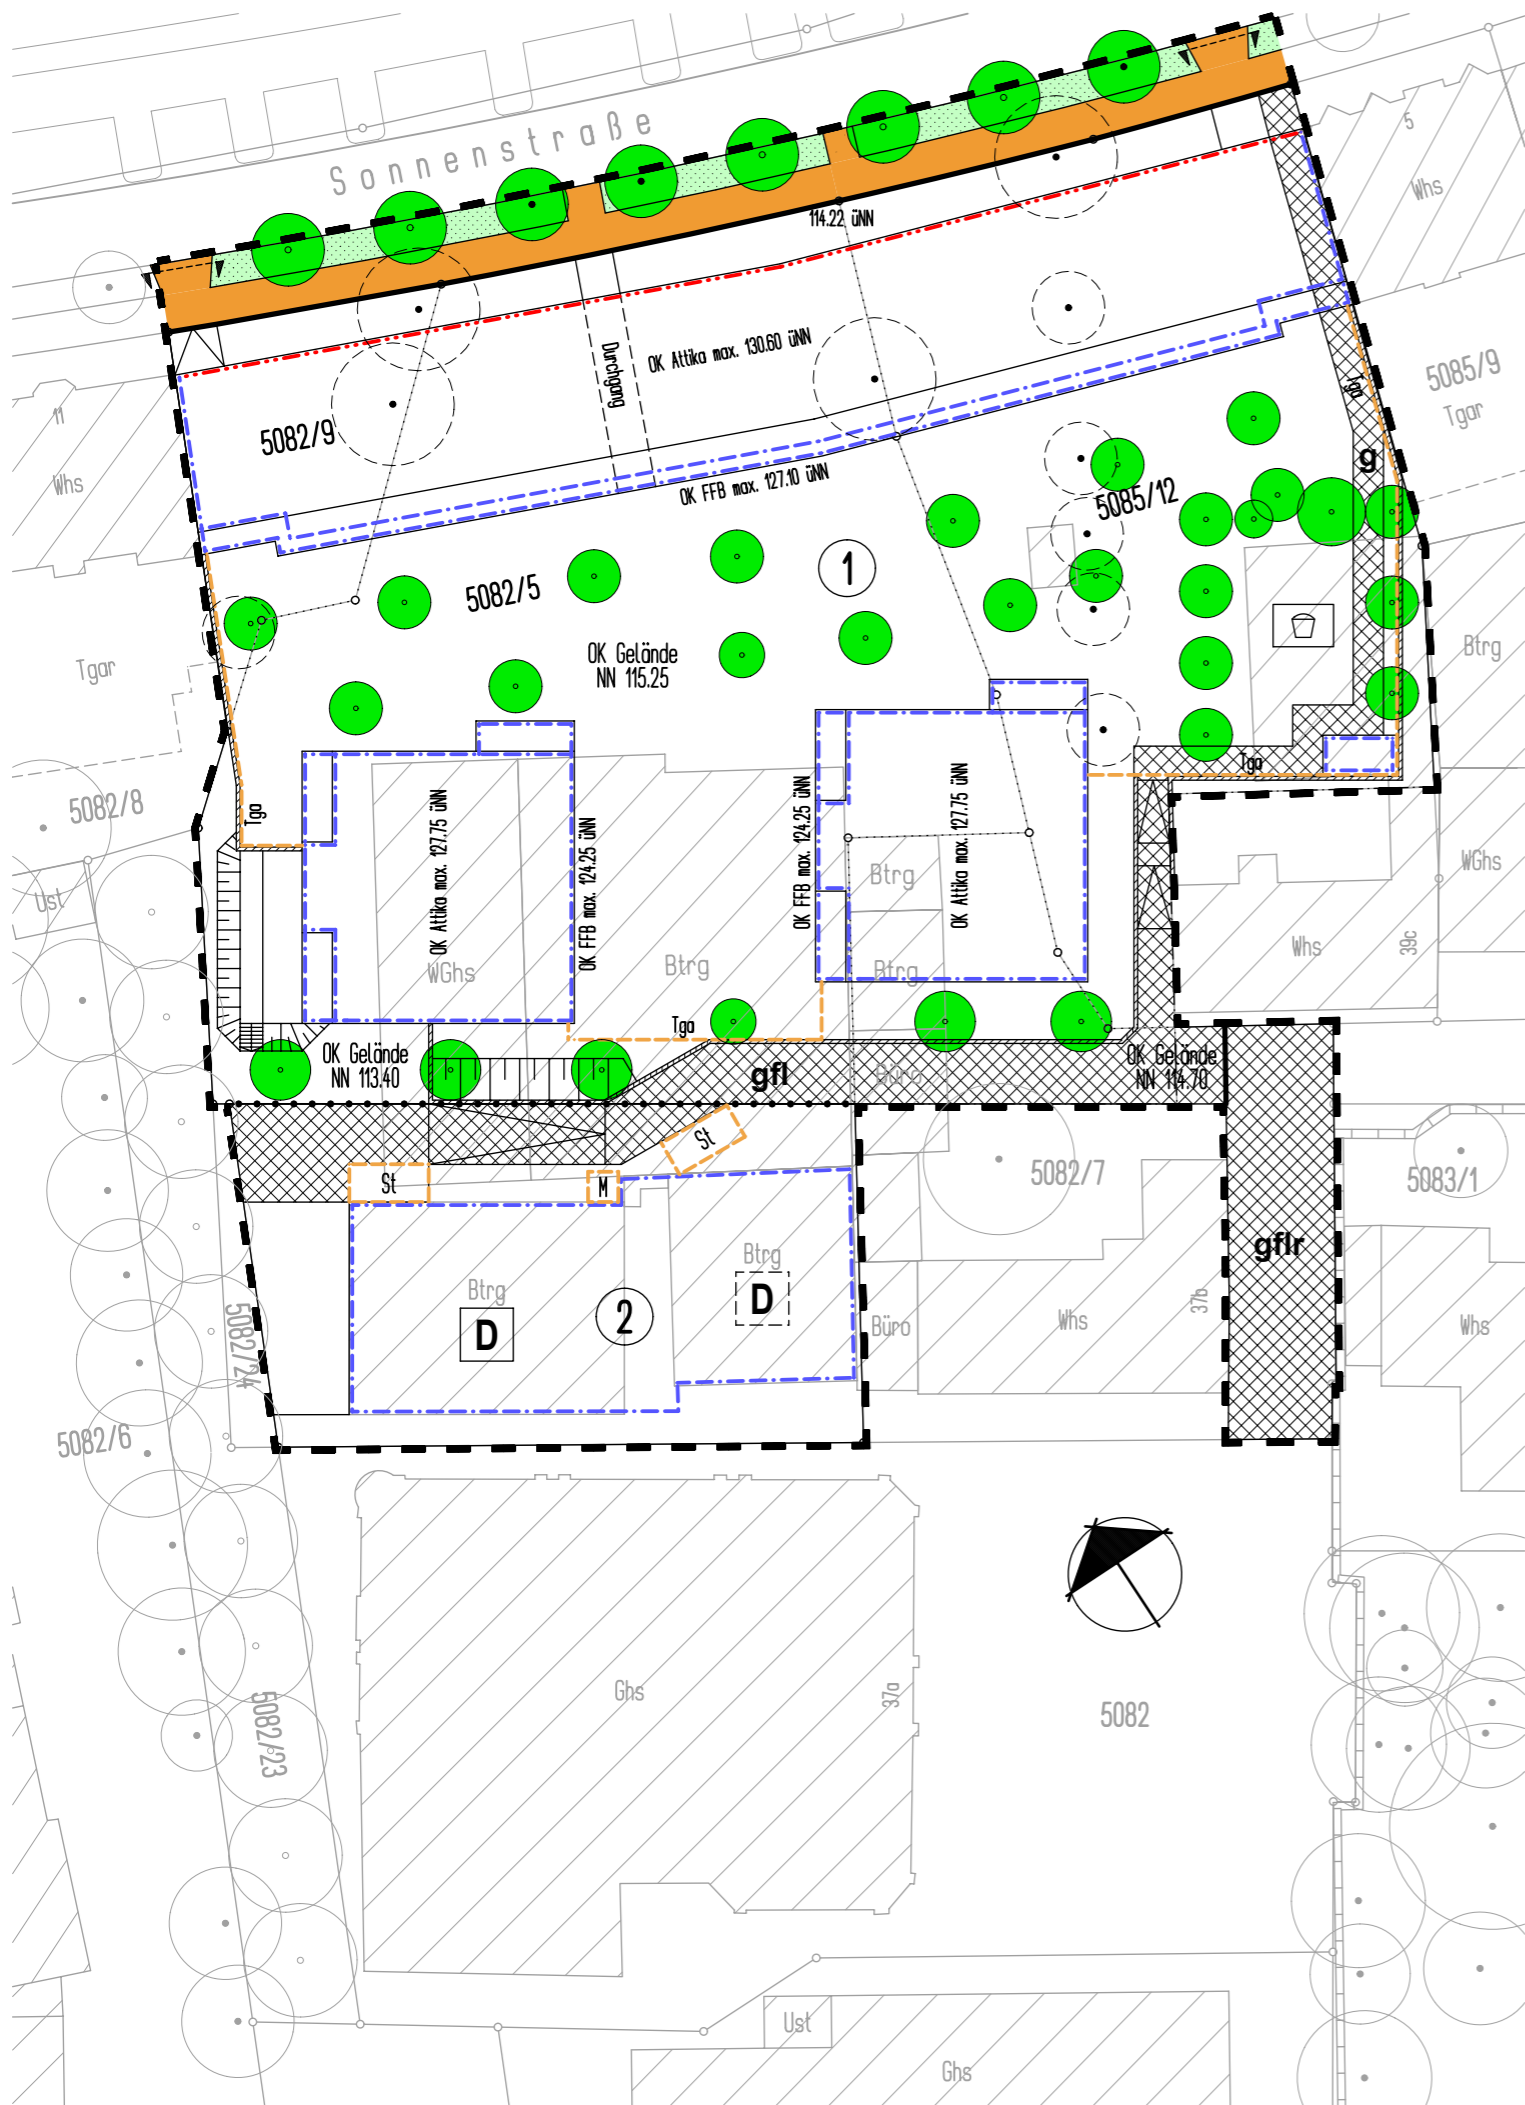 Sonnenstraße
5
Whs
114.22 üNN
OK Attika max. 130.60 üNN
Durchgang
5085/9
Tgar
Tga
11
Whs
5082/9
OK FFB max. 127.10 üNN
g
5085/12
1
5082/5
OK Gelände
NN 115.25
Tgar
Btrg
5082/8
Tga
Tga
OK Attika max. 127.75 üNN
OK FFB max. 124.25 üNN
OK FFB max. 124.25 üNN
OK Attika max. 127.75 üNN
Ust
WGhs
Btrg
Btrg
Btrg
Whs
39c
WGhs
Tga
OK Gelände
NN 113.40
gfl
Büro
OK Gelände
NN 114.70
St
St
M
5082/7
5083/1
gflr
Btrg
D
2
Btrg
D
Büro
Whs
37b
Whs
5082/24
5082/6
5082/23
Ghs
37a
5082
Ust
Ghs